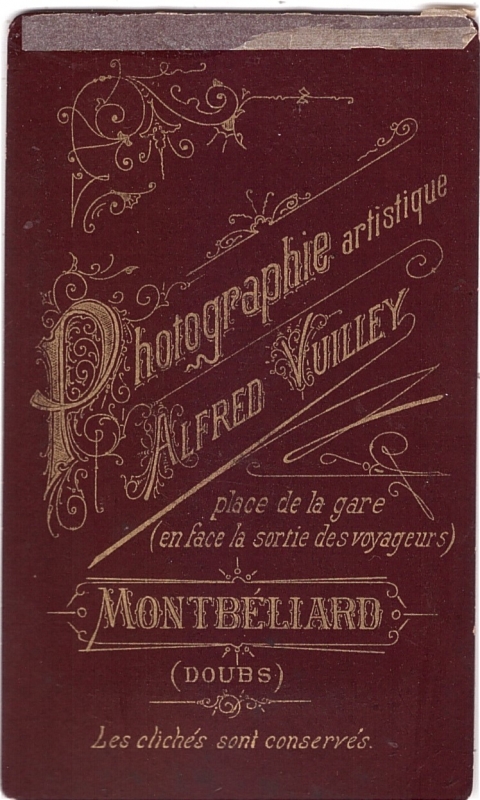 Photographie artistique
ALFRED VUILLEY
place de la gare
(en face la sortie des voyageurs)
MONTBÉLIARD
(DOUBS)
Les clichés sont conservés.